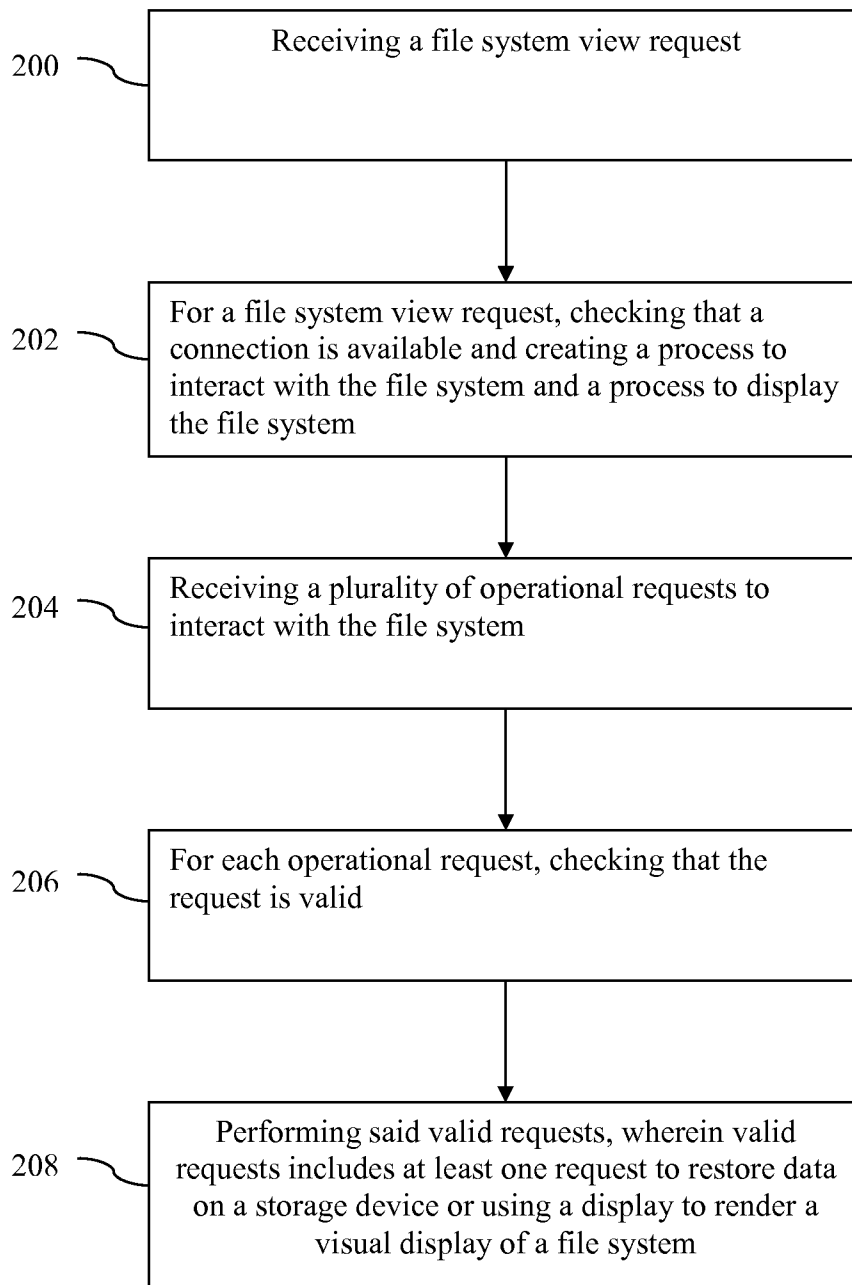 Receiving a file system view request
200
For a file system view request, checking that a
202
connection is available and creating a process to
interact with the file system and a process to display
the file system
Receiving a plurality of operational requests to
204
interact with the file system
For each operational request, checking that the
206
request is valid
Performing said valid requests, wherein valid
208
requests includes at least one request to restore data
on a storage device or using a display to render a
visual display of a file system